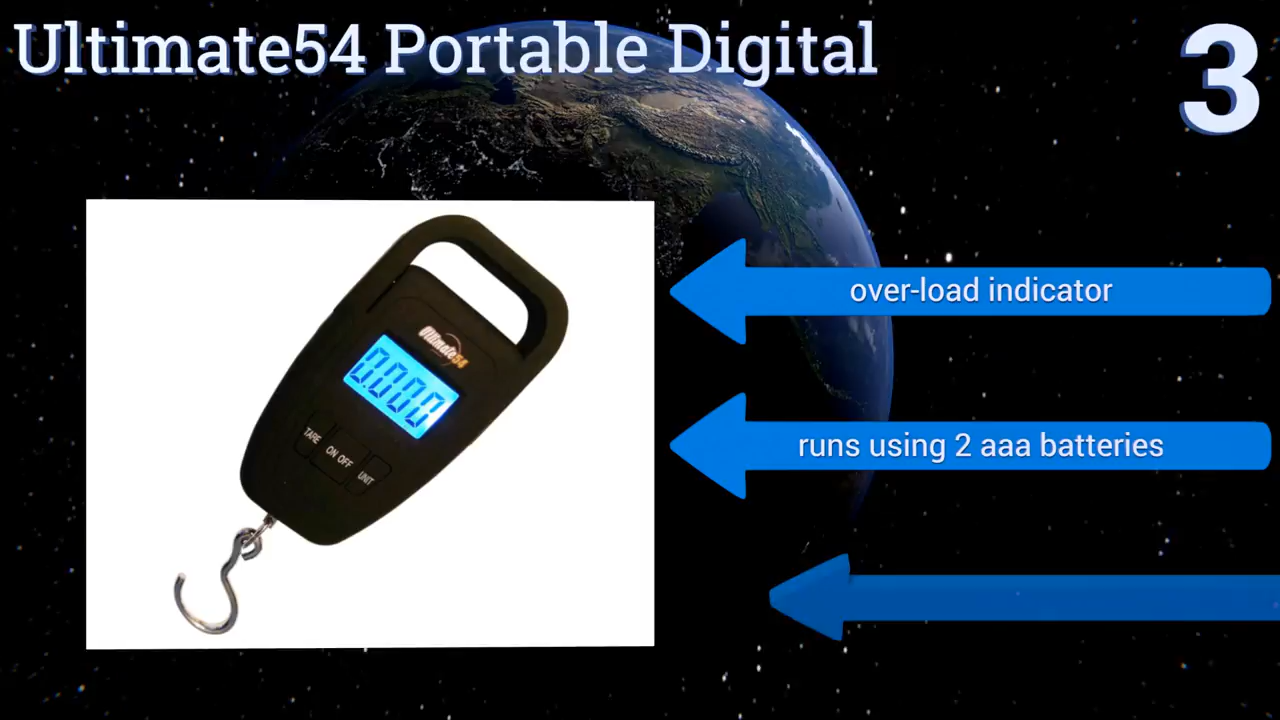 Ultimate54 Portable Digital
3
over-load indicator
Ultimate54
0.000
runs using 2 aaa batteries
TARE
ON OFF
UNIT